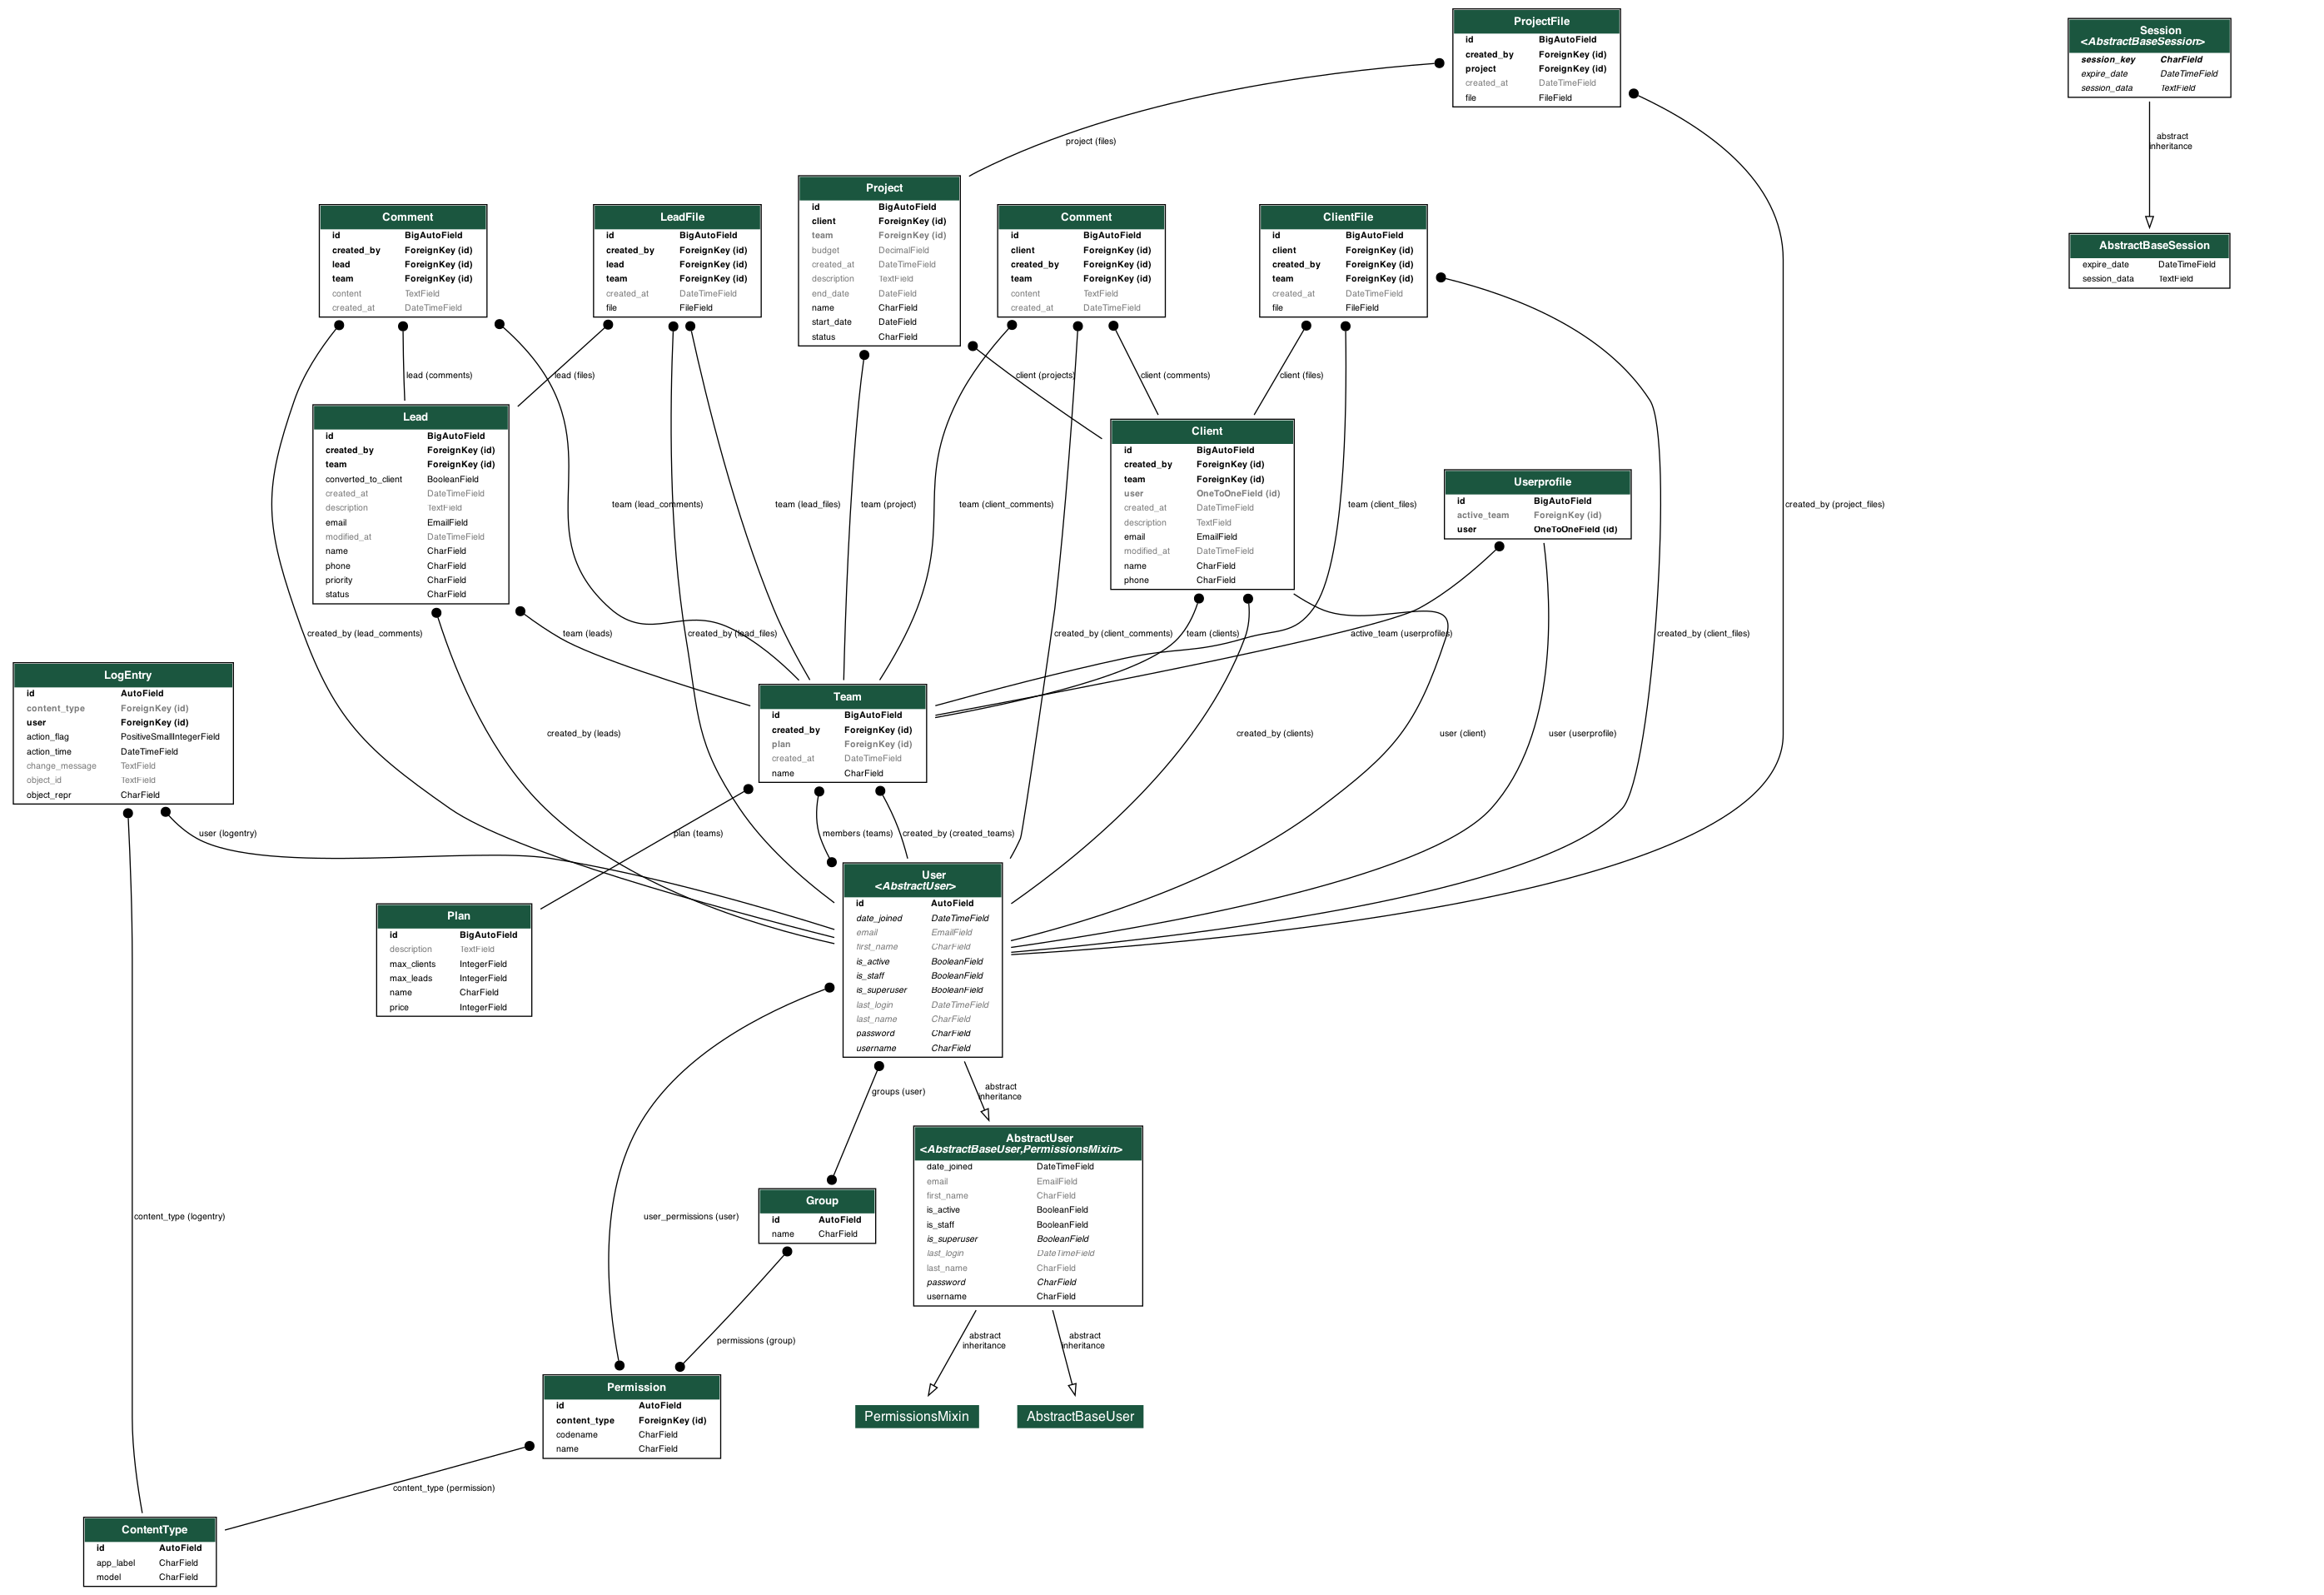 ProjectFile
id BigAutoField
created_by ForeignKey (id)
project ForeignKey (id)
created_at DateTimeField
file FileField
Session
<AbstractBaseSession>
session_key CharField
expire_date DateTimeField
session_data TextField
abstract
inheritance
project (files)
Project
id BigAutoField
client ForeignKey (id)
team ForeignKey (id)
budget DecimalField
created_at DateTimeField
description TextField
end_date DateField
name CharField
start_date DateField
status CharField
Comment
id BigAutoField
created_by ForeignKey (id)
lead ForeignKey (id)
team ForeignKey (id)
content TextField
created_at DateTimeField
LeadFile
id BigAutoField
created_by ForeignKey (id)
lead ForeignKey (id)
team ForeignKey (id)
created_at DateTimeField
file FileField
Comment
id BigAutoField
client ForeignKey (id)
created_by ForeignKey (id)
team ForeignKey (id)
content TextField
created_at DateTimeField
ClientFile
id BigAutoField
client ForeignKey (id)
created_by ForeignKey (id)
team ForeignKey (id)
created_at DateTimeField
file FileField
AbstractBaseSession
expire_date DateTimeField
session_data TextField
lead (comments)
lead (files)
client (projects)
client (comments)
client (files)
Lead
id BigAutoField
created_by ForeignKey (id)
team ForeignKey (id)
converted_to_client BooleanField
created_at DateTimeField
description TextField
email EmailField
modified_at DateTimeField
name CharField
phone CharField
priority CharField
status CharField
Client
id BigAutoField
created_by ForeignKey (id)
team ForeignKey (id)
user OneToOneField (id)
created_at DateTimeField
description TextField
email EmailField
modified_at DateTimeField
name CharField
phone CharField
Userprofile
id BigAutoField
active_team ForeignKey (id)
user OneToOneField (id)
team (lead_comments)
team (lead_files)
team (project)
team (client_comments)
team (client_files)
created_by (project_files)
created_by (lead_comments)
team (leads)
created_by (lead_files)
created_by (client_comments)
team (clients)
active_team (userprofiles)
created_by (client_files)
LogEntry
id AutoField
content_type ForeignKey (id)
user ForeignKey (id)
action_flag PositiveSmallIntegerField
action_time DateTimeField
change_message TextField
object_id TextField
object_repr CharField
Team
id BigAutoField
created_by ForeignKey (id)
plan ForeignKey (id)
created_at DateTimeField
name CharField
created_by (leads)
created_by (clients)
user (client)
user (userprofile)
user (logentry)
plan (teams)
members (teams)
created_by (created_teams)
Plan
id BigAutoField
description TextField
max_clients IntegerField
max_leads IntegerField
name CharField
price IntegerField
User
<AbstractUser>
id AutoField
date_joined DateTimeField
email EmailField
first_name CharField
is_active BooleanField
is_staff BooleanField
is_superuser BooleanField
last_login DateTimeField
last_name CharField
password CharField
username CharField
groups (user)
abstract
inheritance
AbstractUser
<AbstractBaseUser,PermissionsMixin>
date_joined DateTimeField
email EmailField
first_name CharField
is_active BooleanField
is_staff BooleanField
is_superuser BooleanField
last_login DateTimeField
last_name CharField
password CharField
username CharField
Group
id AutoField
name CharField
content_type (logentry)
user_permissions (user)
permissions (group)
abstract
inheritance
abstract
inheritance
Permission
id AutoField
content_type ForeignKey (id)
codename CharField
name CharField
PermissionsMixin
AbstractBaseUser
content_type (permission)
ContentType
id AutoField
app_label CharField
model CharField